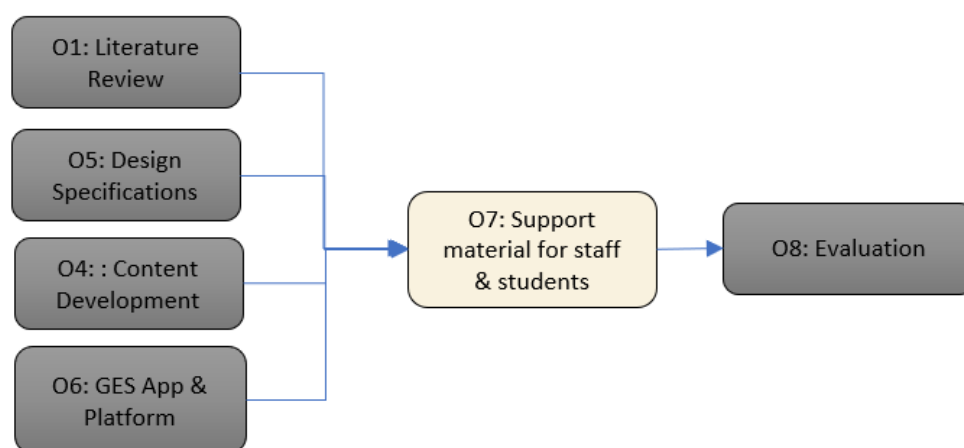 O1: Literature
Review
O5: Design
Specifications
O4: : Content
Development
O6: GES App &
Platform
O7: Support
material for staff
& students
O8: Evaluation